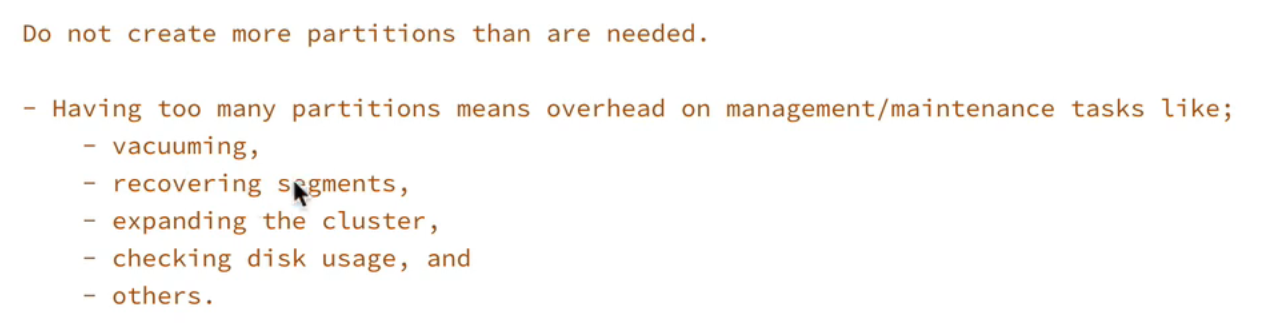 Do not create more partitions than are needed.
- Having too many partitions means overhead on management/maintenance tasks like;
- vacuuming,
- recovering segments,
- expanding the cluster,
- checking disk usage, and
- others.